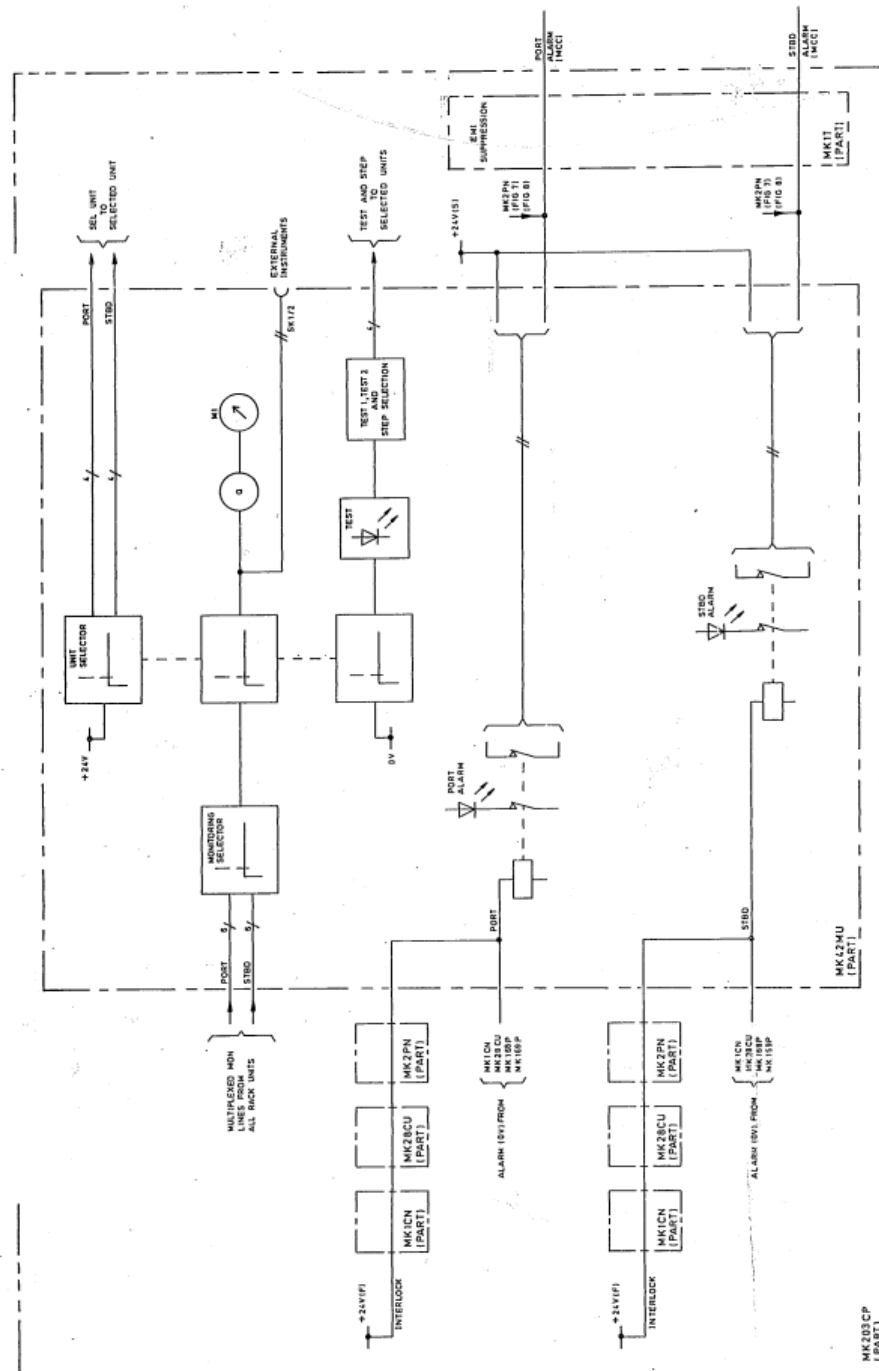 SEL UNIT
TO
SELECTED UNIT
PORT
STBD
4
4
UNIT
SELECTOR
+24V
M1
a
EXTERNAL
INSTRUMENTS
SK1/2
MONITORING
SELECTOR
PORT
STBD
6
6
MULTIPLEXED MON
LINES FROM
ALL RACK UNITS
TEST AND STEP
TO
SELECTED UNITS
4
TEST 1, TEST 2
AND
STEP SELECTION
TEST
0V
+24V(S)
EMI
SUPPRESSION
MK1T
(PART)
MK2PN
(FIG 7)
(FIG 8)
PORT
ALARM
(MCC)
PORT
ALARM
PORT
MK2PN
(PART)
MK28CU
(PART)
MK1CN
(PART)
+24V(F)
INTERLOCK
MK1CN
MK28CU
ALARM (0V) FROM
MK2PN
(FIG 7)
(FIG 8)
STBD
ALARM
(MCC)
STBD
ALARM
STBD
MK2PN
(PART)
MK28CU
(PART)
MK1CN
(PART)
+24V(F)
INTERLOCK
MK1CN
ALARM (0V) FROM
MK42MU
(PART)
MK203CP
(PART)